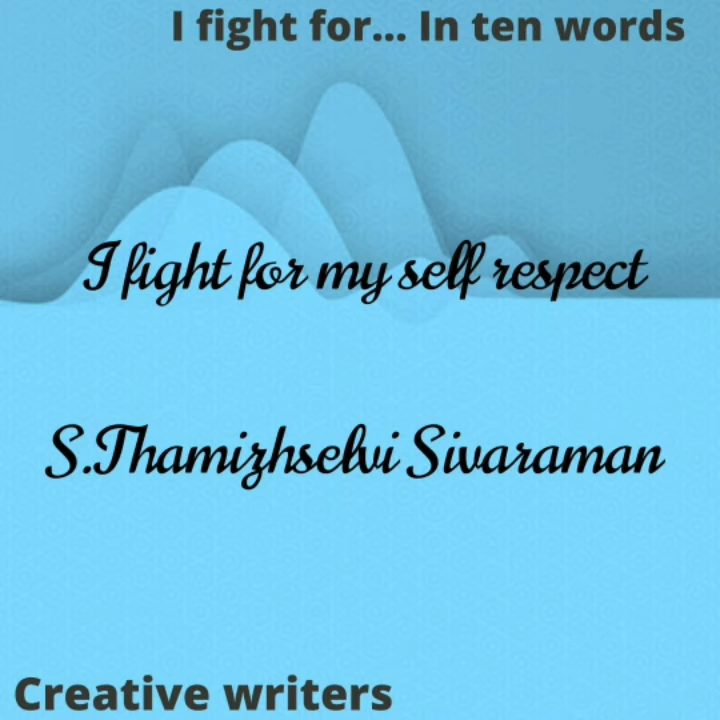 I fight for... In ten words
I fight for my self respect
S.Thamizhselvi Sivaraman
Creative writers